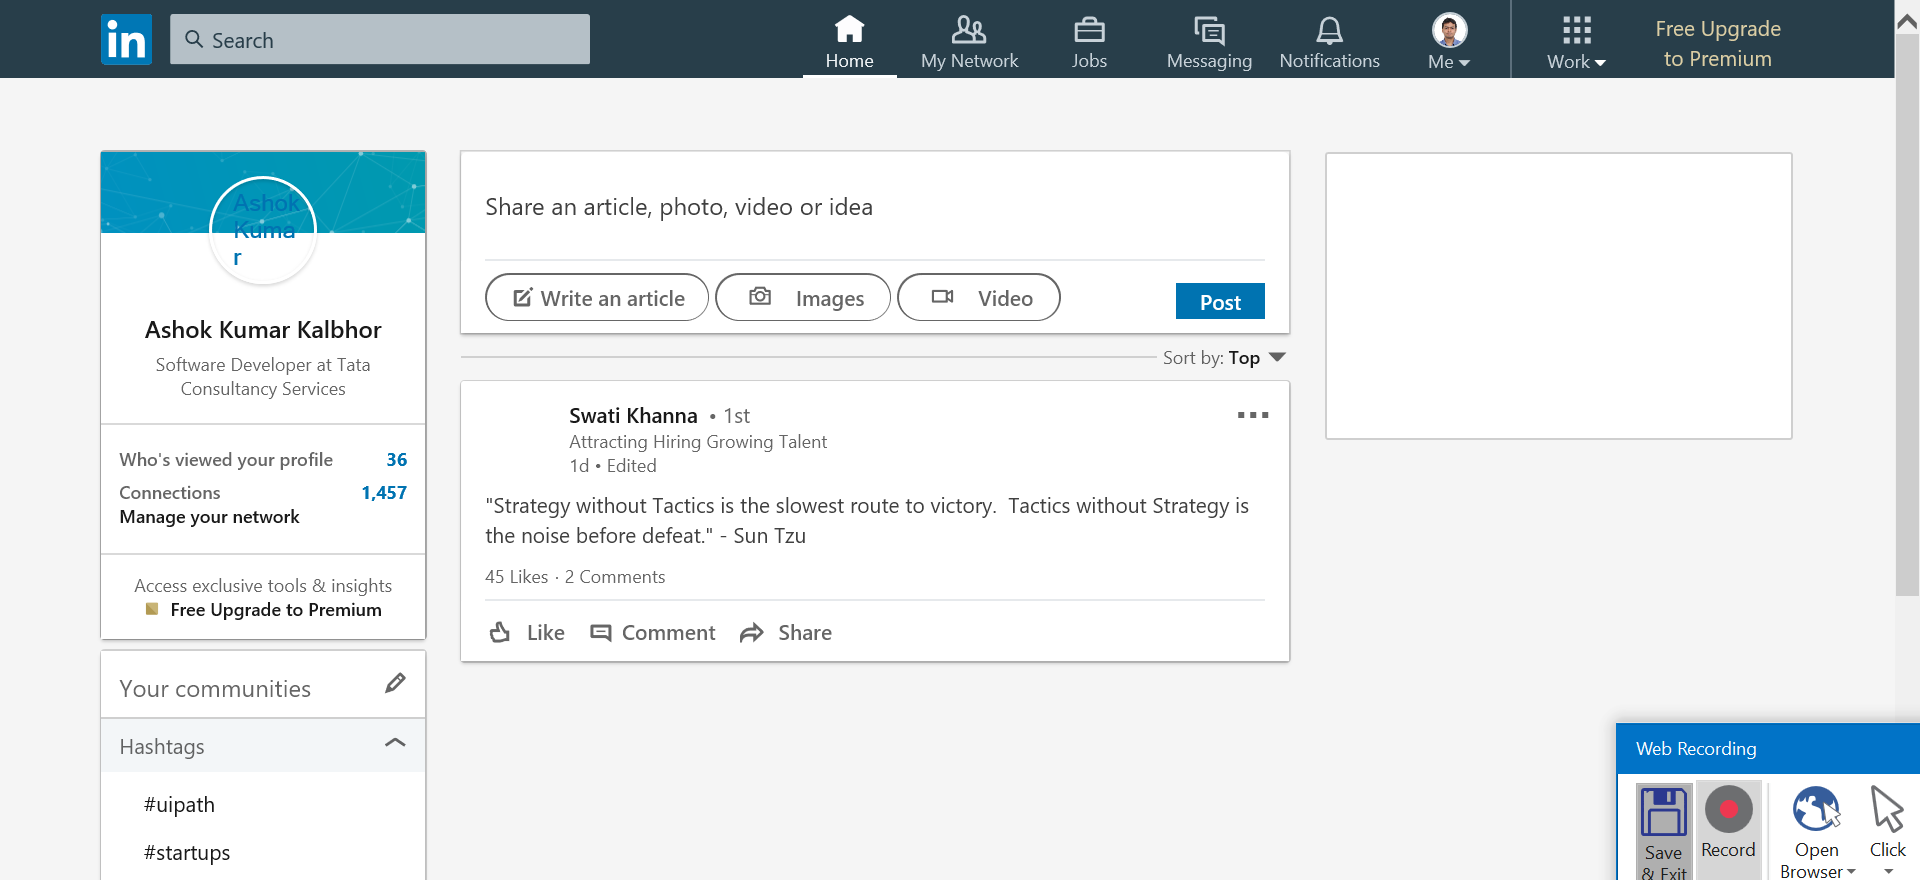 in
Search
Home
My Network
Jobs
Messaging
Notifications
Me
Work
Free Upgrade
to Premium
Ashok
Kuma
r
Ashok Kumar Kalbhor
Software Developer at Tata
Consultancy Services
Who's viewed your profile 36
Connections 1,457
Manage your network
Access exclusive tools & insights
Free Upgrade to Premium
Your communities
Hashtags
#uipath
#startups
Share an article, photo, video or idea
Write an article
Images
Video
Post
Sort by: Top
Swati Khanna • 1st
Attracting Hiring Growing Talent
1d • Edited
"Strategy without Tactics is the slowest route to victory.  Tactics without Strategy is
the noise before defeat." - Sun Tzu
45 Likes · 2 Comments
Like
Comment
Share
Web Recording
Save
& Exit
Record
Open
Browser
Click